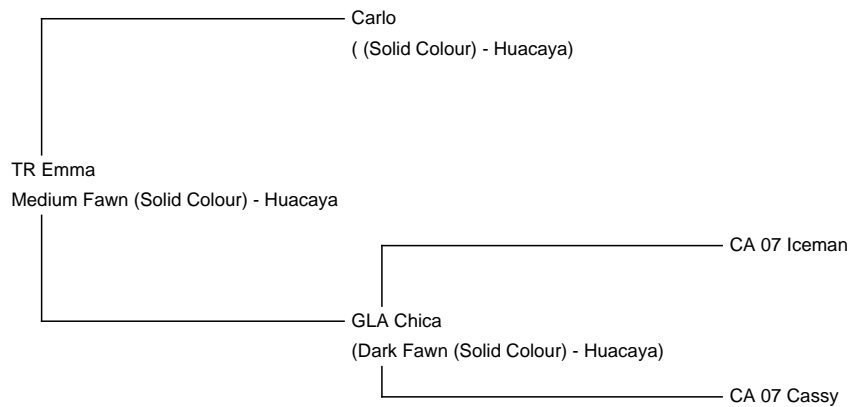 Carlo
( (Solid Colour) - Huacaya)
TR Emma
Medium Fawn (Solid Colour) - Huacaya
CA 07 Iceman
GLA Chica
(Dark Fawn (Solid Colour) - Huacaya)
CA 07 Cassy